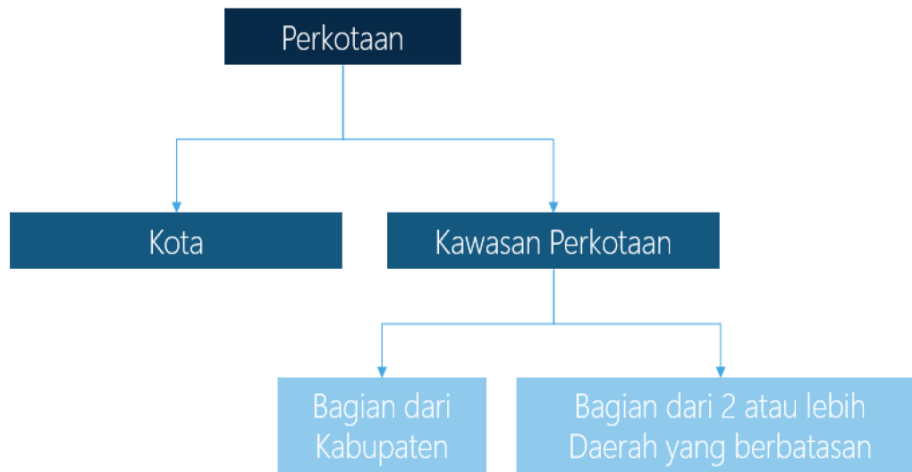 Perkotaan
Kota
Kawasan Perkotaan
Bagian dari
Kabupaten
Bagian dari 2 atau lebih
Daerah yang berbatasan